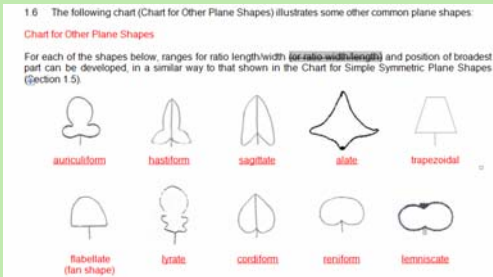 1.6 The following chart (Chart for Other Plane Shapes) illustrates some other common plane shapes:
Chart for Other Plane Shapes
For each of the shapes below, ranges for ratio length/width (or ratio width/length) and position of broadest
part can be developed, in a similar way to that shown in the Chart for Simple Symmetric Plane Shapes
(Section 1.5).
auriculiform hastiform sagittate alate trapezoidal
flabellate lyrate cordiform reniform lemniscate
(fan shape)